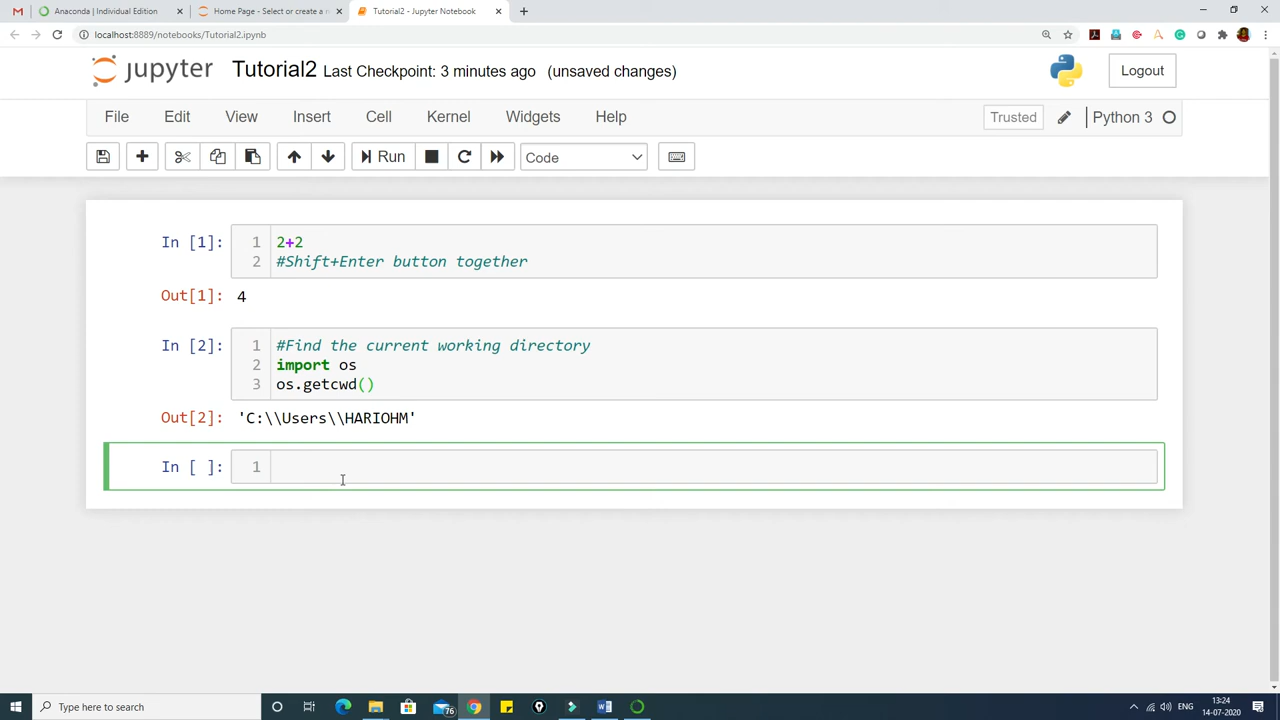 Anaconda | Individual Edition
Home Page - Select or create a n
Tutorial2 - Jupyter Notebook
localhost:8889/notebooks/Tutorial2.ipynb
jupyter Tutorial2 Last Checkpoint: 3 minutes ago (unsaved changes)
Logout
File Edit View Insert Cell Kernel Widgets Help
Trusted Python 3
Run Code
In [1]: 1 2+2
2 #Shift+Enter button together
Out[1]: 4
In [2]: 1 #Find the current working directory
2 import os
3 os.getcwd()
Out[2]: 'C:\\Users\\HARIOHM'
In [ ]: 1
Type here to search
76
ENG
13:24
14-07-2020